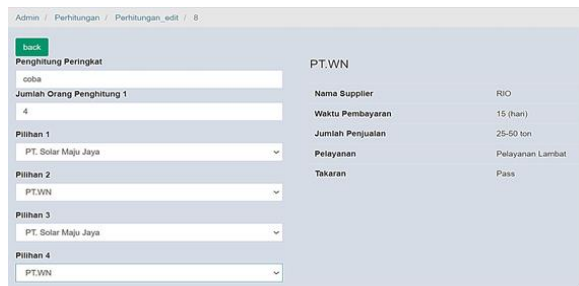 Admin / Perhitungan / Perhitungan_edit / 8
back
Penghitung Peringkat
coba
Jumlah Orang Penghitung 1
4
Pilihan 1
PT. Solar Maju Jaya
Pilihan 2
PT.WN
Pilihan 3
PT. Solar Maju Jaya
Pilihan 4
PT.WN
PT.WN
Nama Supplier RIO
Waktu Pembayaran 15 (hari)
Jumlah Penjualan 25-50 ton
Pelayanan Pelayanan Lambat
Takaran Pass